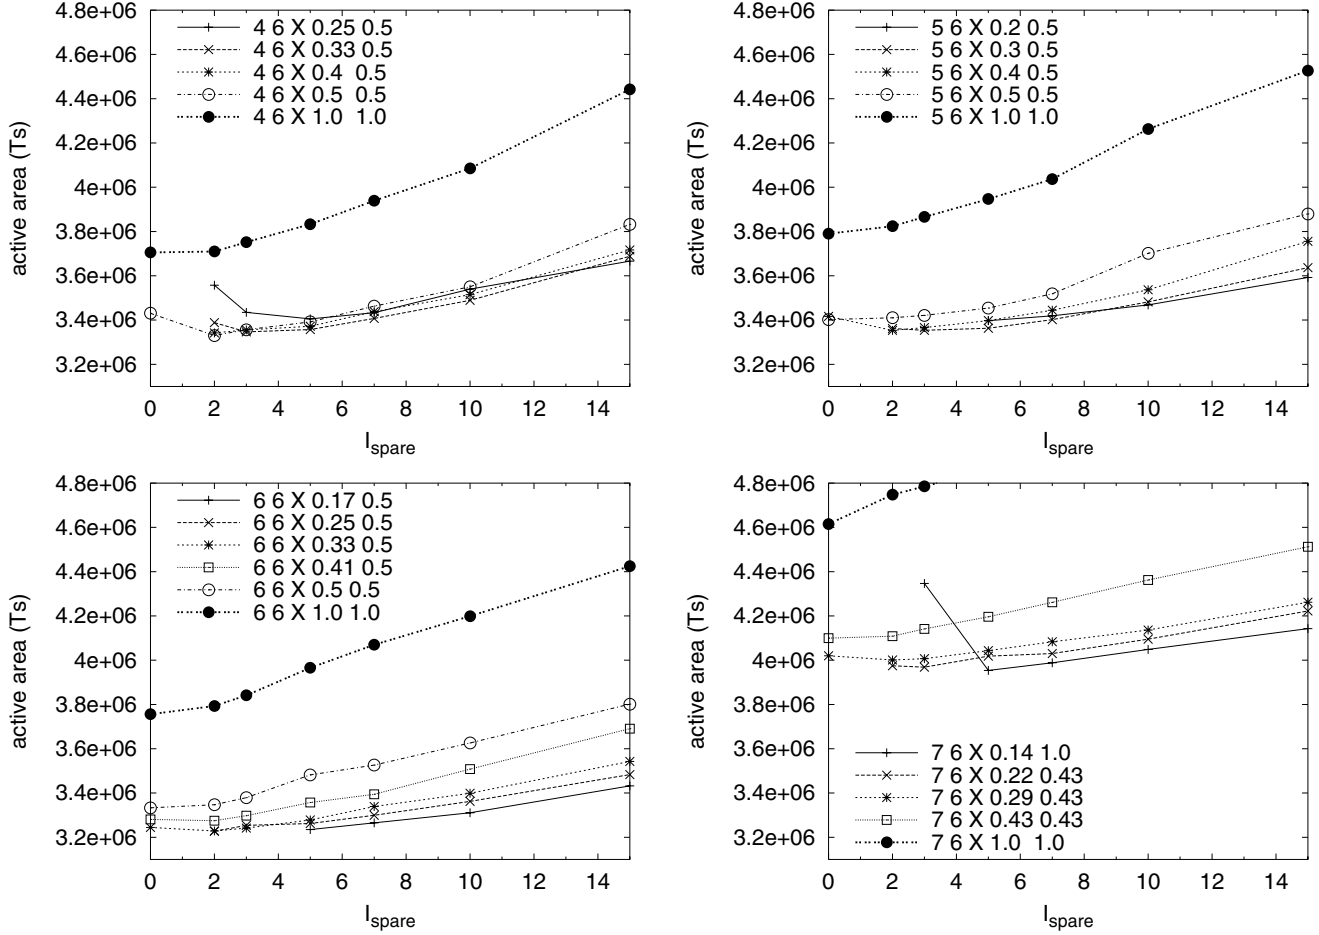 4.8e+06
4.6e+06
4.4e+06
4.2e+06
4e+06
3.8e+06
3.6e+06
3.4e+06
3.2e+06
active area (Ts)
4 6 X 0.25 0.5
4 6 X 0.33 0.5
4 6 X 0.4 0.5
4 6 X 0.5 0.5
4 6 X 1.0 1.0
0 2 4 6 8 10 12 14
I_spare
4.8e+06
4.6e+06
4.4e+06
4.2e+06
4e+06
3.8e+06
3.6e+06
3.4e+06
3.2e+06
active area (Ts)
5 6 X 0.2 0.5
5 6 X 0.3 0.5
5 6 X 0.4 0.5
5 6 X 0.5 0.5
5 6 X 1.0 1.0
0 2 4 6 8 10 12 14
I_spare
4.8e+06
4.6e+06
4.4e+06
4.2e+06
4e+06
3.8e+06
3.6e+06
3.4e+06
3.2e+06
active area (Ts)
6 6 X 0.17 0.5
6 6 X 0.25 0.5
6 6 X 0.33 0.5
6 6 X 0.41 0.5
6 6 X 0.5 0.5
6 6 X 1.0 1.0
0 2 4 6 8 10 12 14
I_spare
4.8e+06
4.6e+06
4.4e+06
4.2e+06
4e+06
3.8e+06
3.6e+06
3.4e+06
3.2e+06
active area (Ts)
7 6 X 0.14 1.0
7 6 X 0.22 0.43
7 6 X 0.29 0.43
7 6 X 0.43 0.43
7 6 X 1.0 1.0
0 2 4 6 8 10 12 14
I_spare